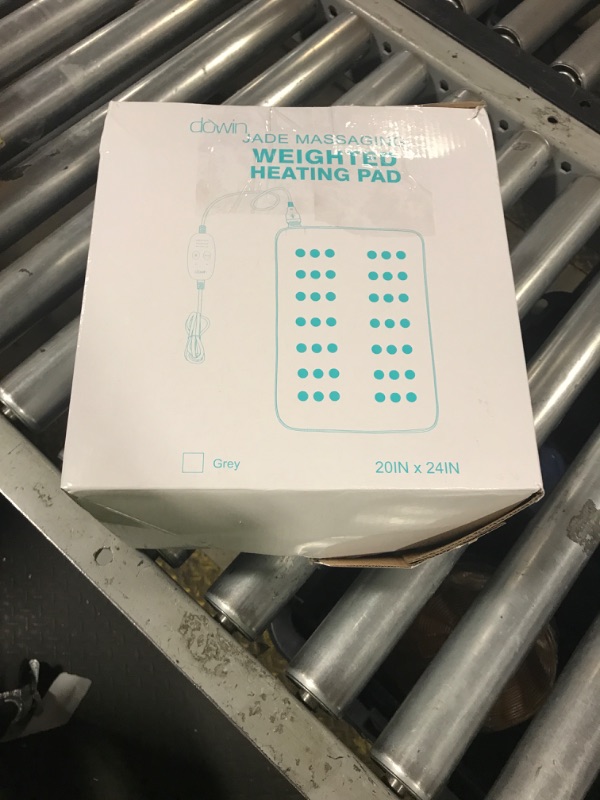 dowin
JADE MASSAGING
WEIGHTED
HEATING PAD
Grey
20IN x 24IN